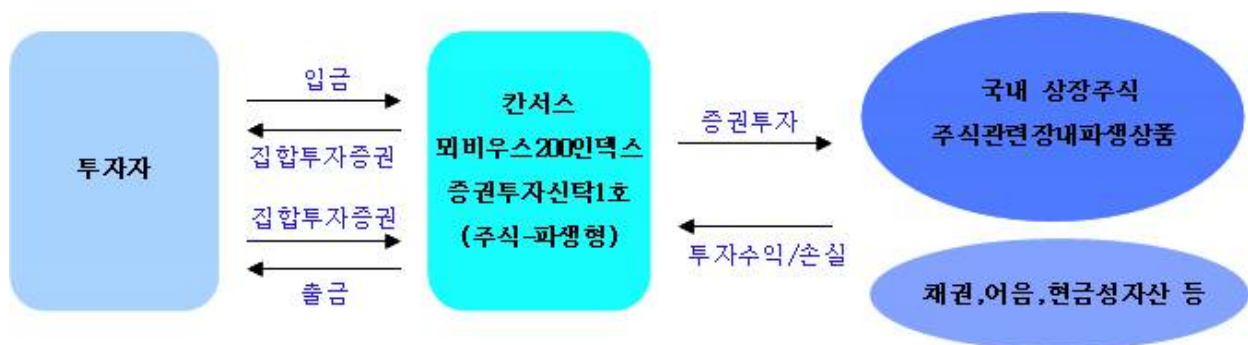 투자자
입금
집합투자증권
집합투자증권
출금
칸서스
뫼비우스200인덱스
증권투자신탁1호
(주식-파생형)
증권투자
투자수익/손실
국내 상장주식
주식관련장내파생상품
채권,어음,현금성자산 등